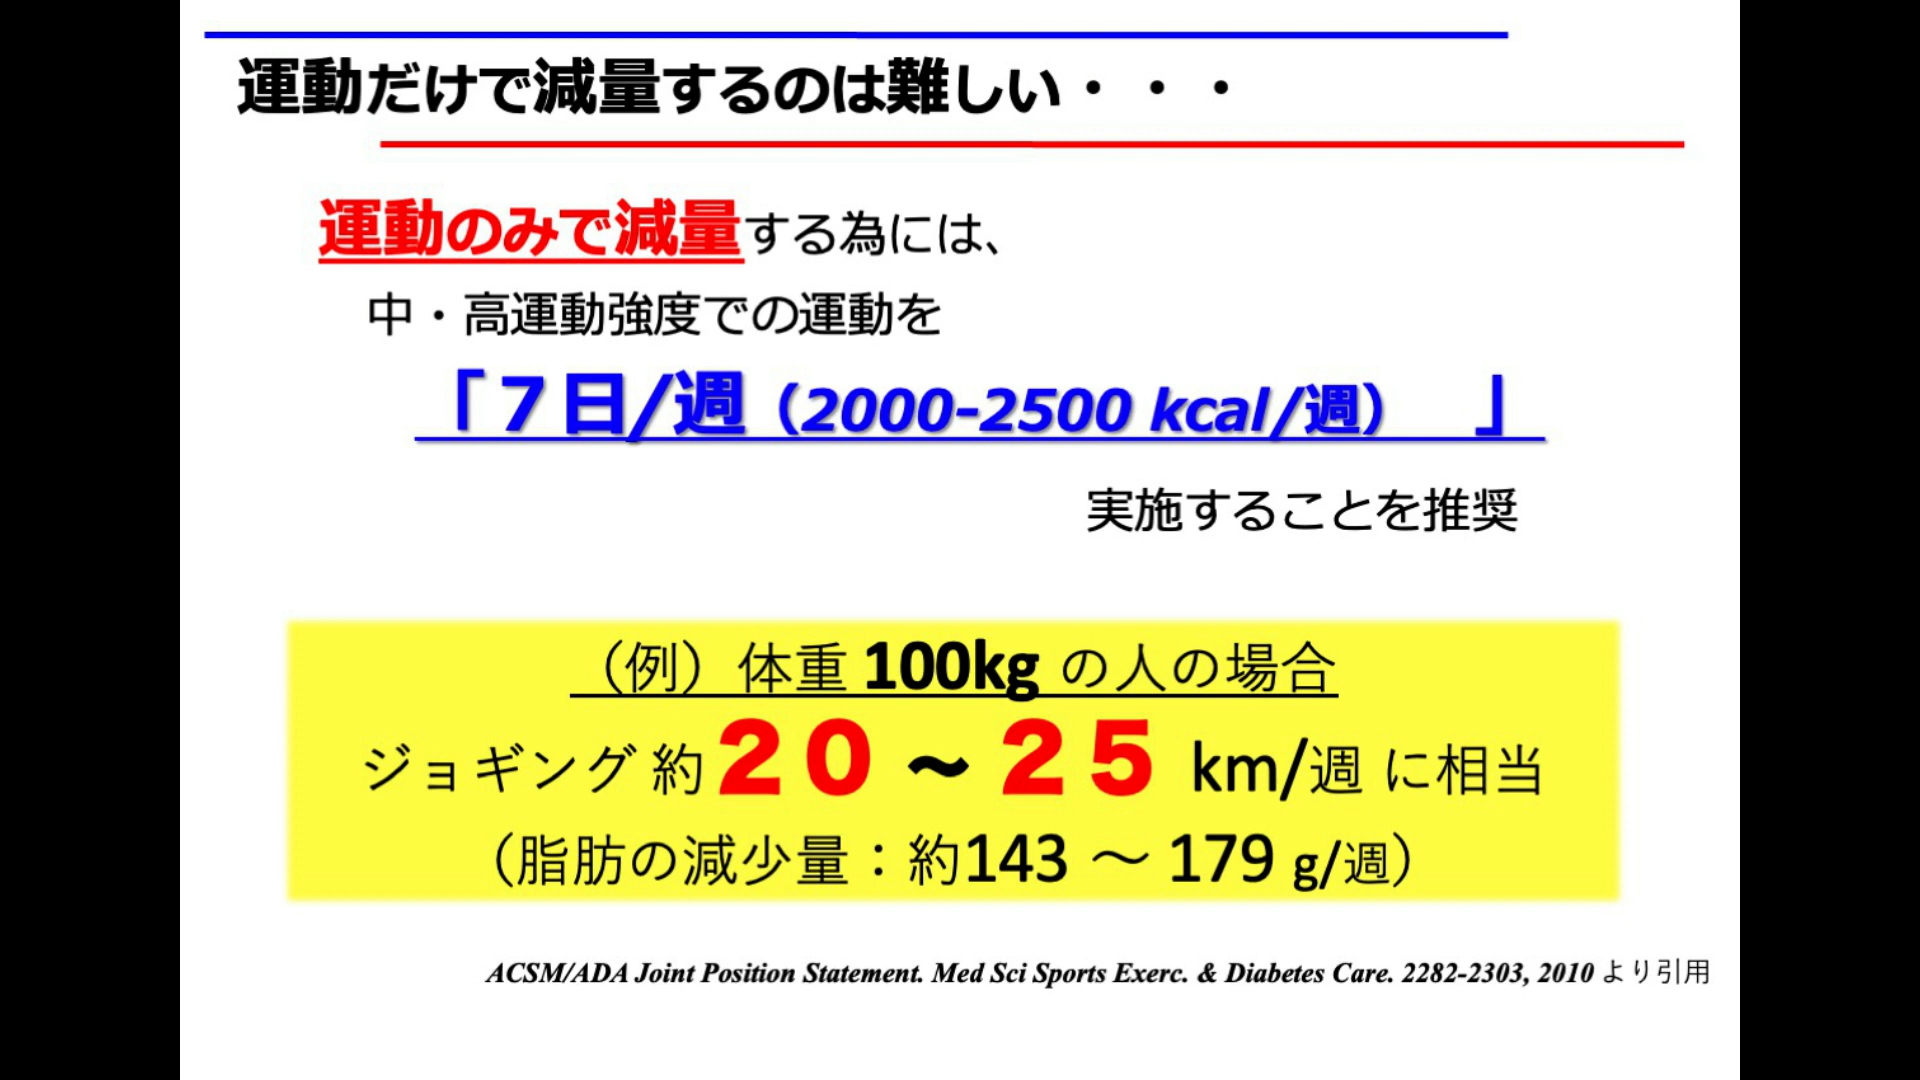 運動だけで減量するのは難しい・・・
運動のみで減量する為には、
中・高運動強度での運動を
「７日/週（2000-2500 kcal/週）　」
実施することを推奨
（例）体重 100kg の人の場合
ジョギング 約２０～２５ km/週 に相当
（脂肪の減少量：約143 ～ 179 g/週）
ACSM/ADA Joint Position Statement. Med Sci Sports Exerc. & Diabetes Care. 2282-2303, 2010 より引用